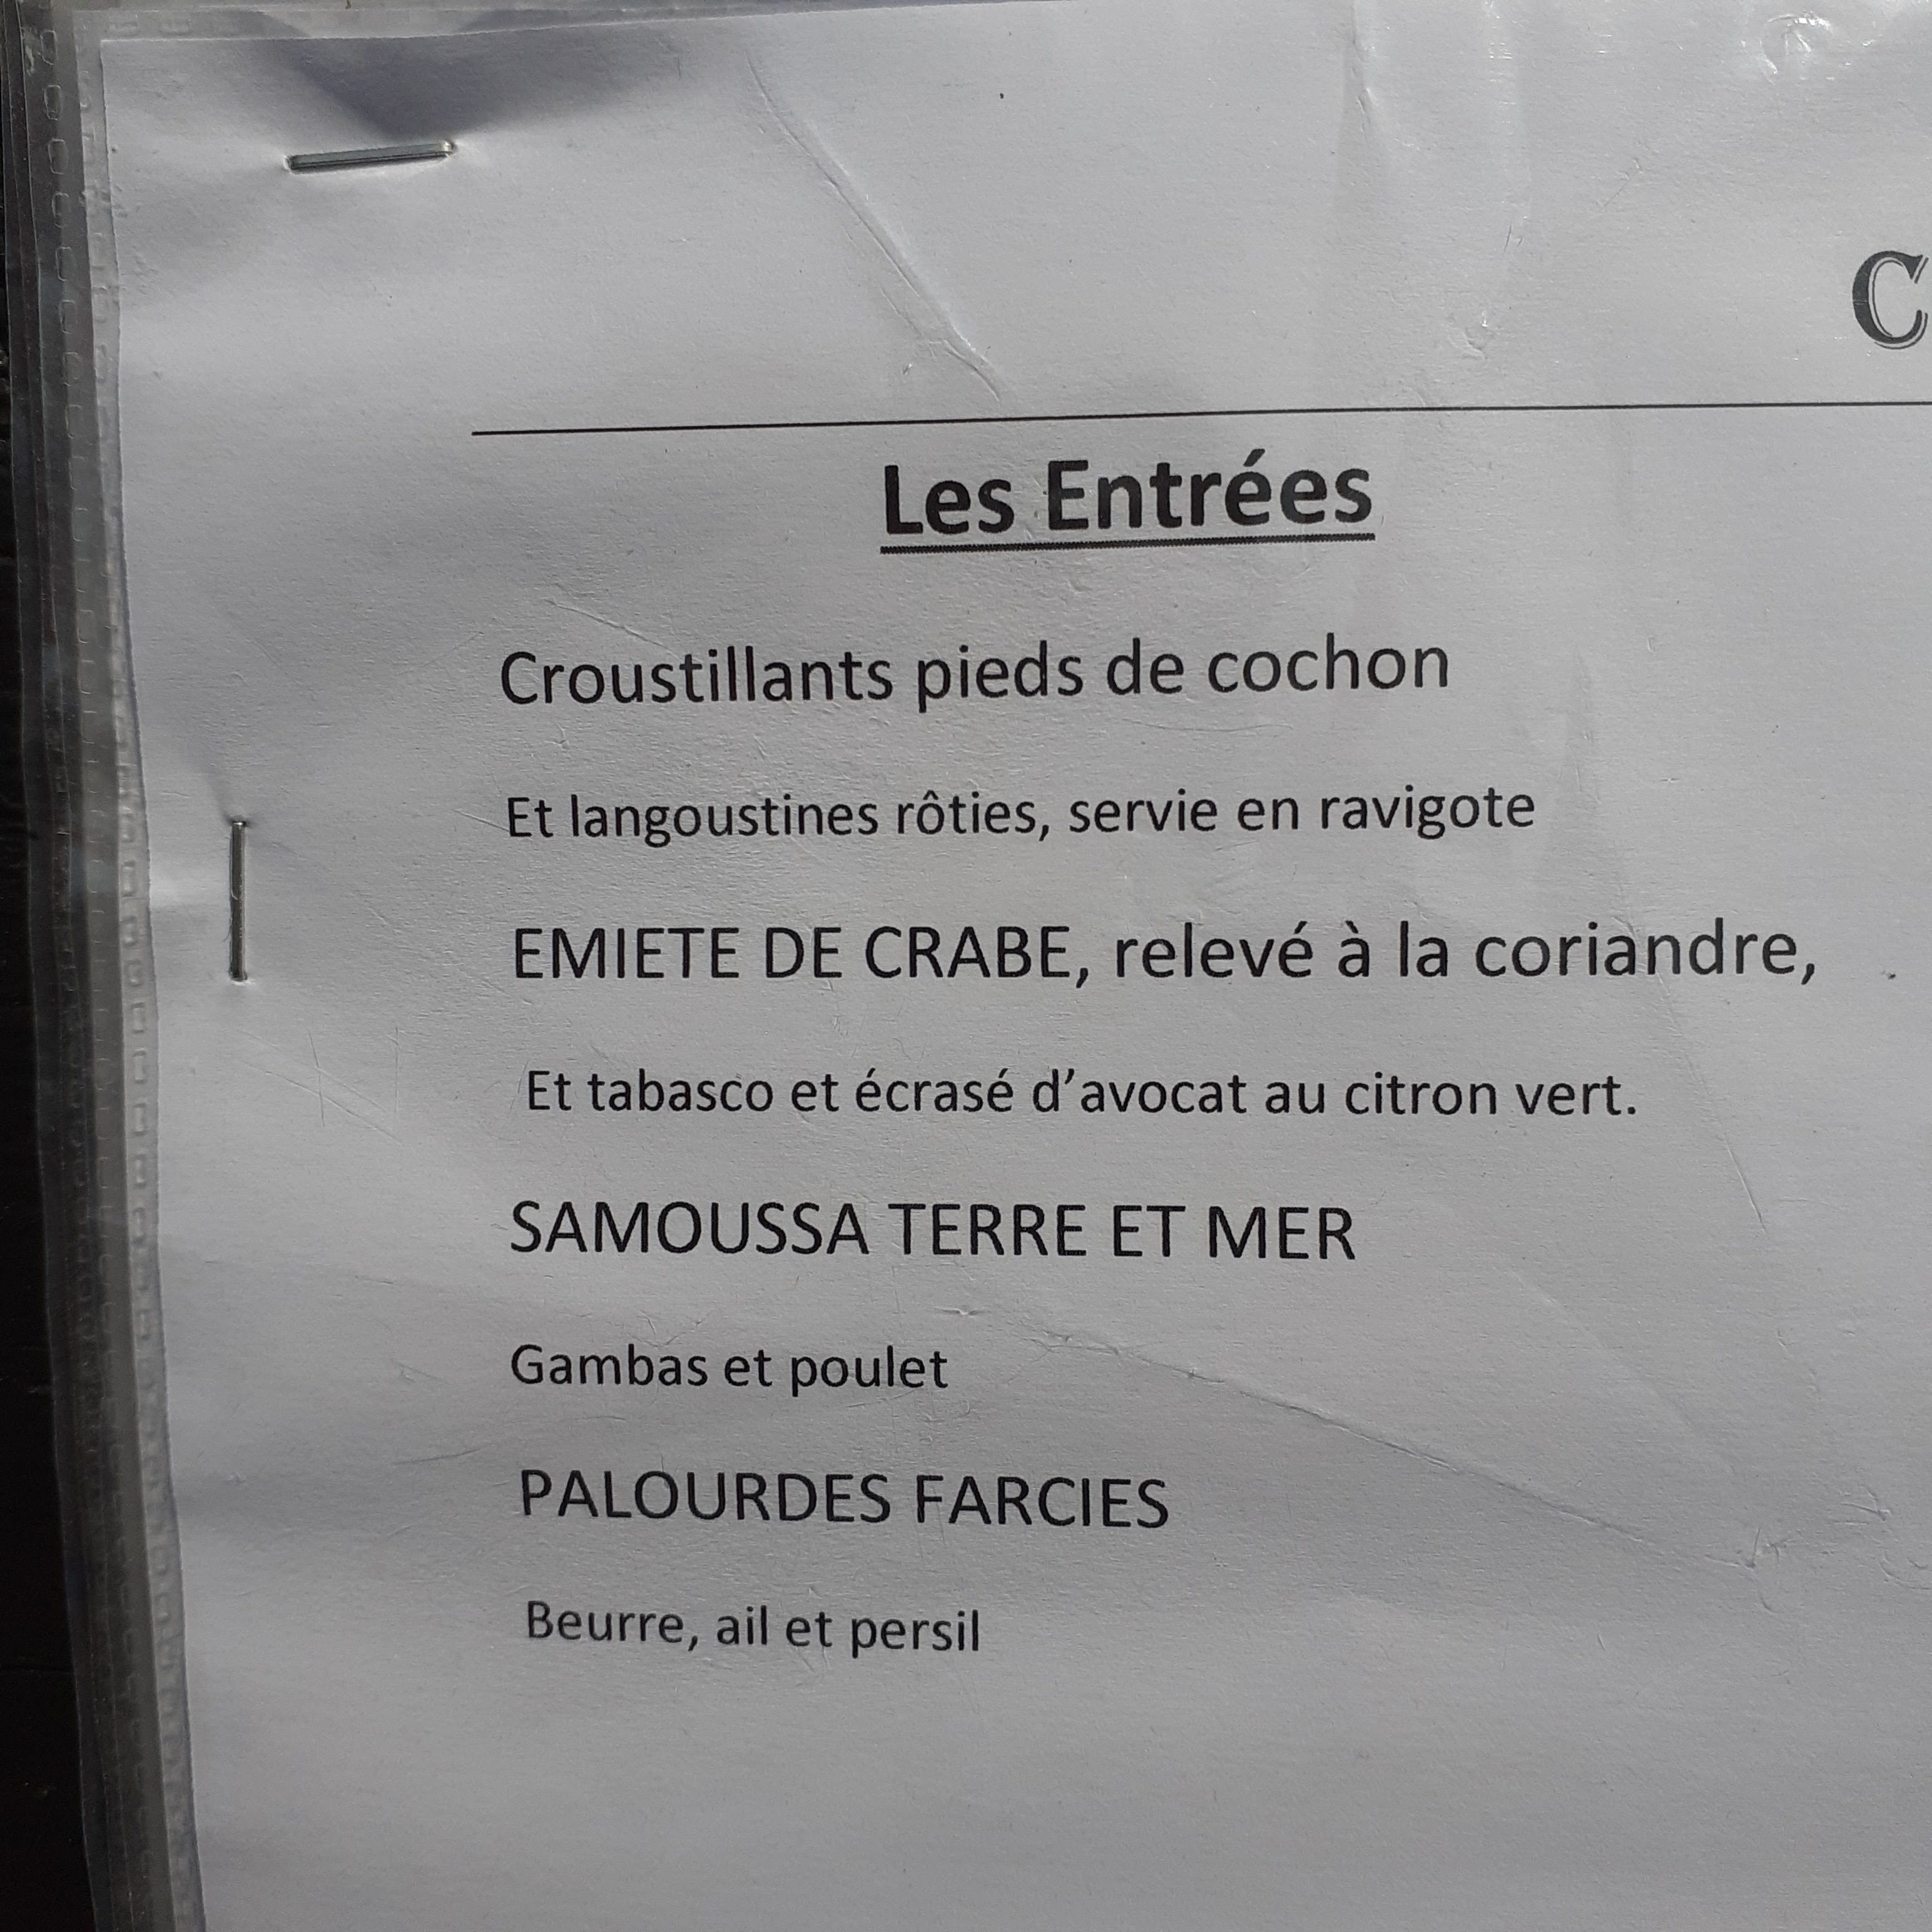 C
Les Entrées
Croustillants pieds de cochon
Et langoustines rôties, servie en ravigote
EMIETE DE CRABE, relevé à la coriandre,
Et tabasco et écrasé d’avocat au citron vert.
SAMOUSSA TERRE ET MER
Gambas et poulet
PALOURDES FARCIES
Beurre, ail et persil